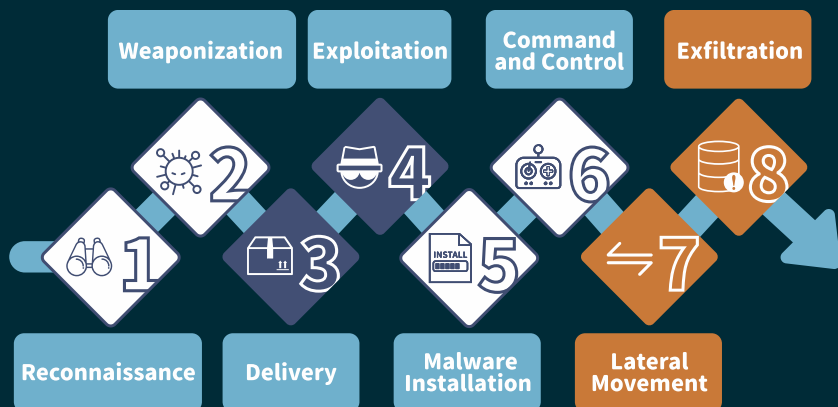 Weaponization
Exploitation
Command
and Control
Exfiltration
2
4
6
8
1
3
INSTALL
5
7
!
Reconnaissance
Delivery
Malware
Installation
Lateral
Movement